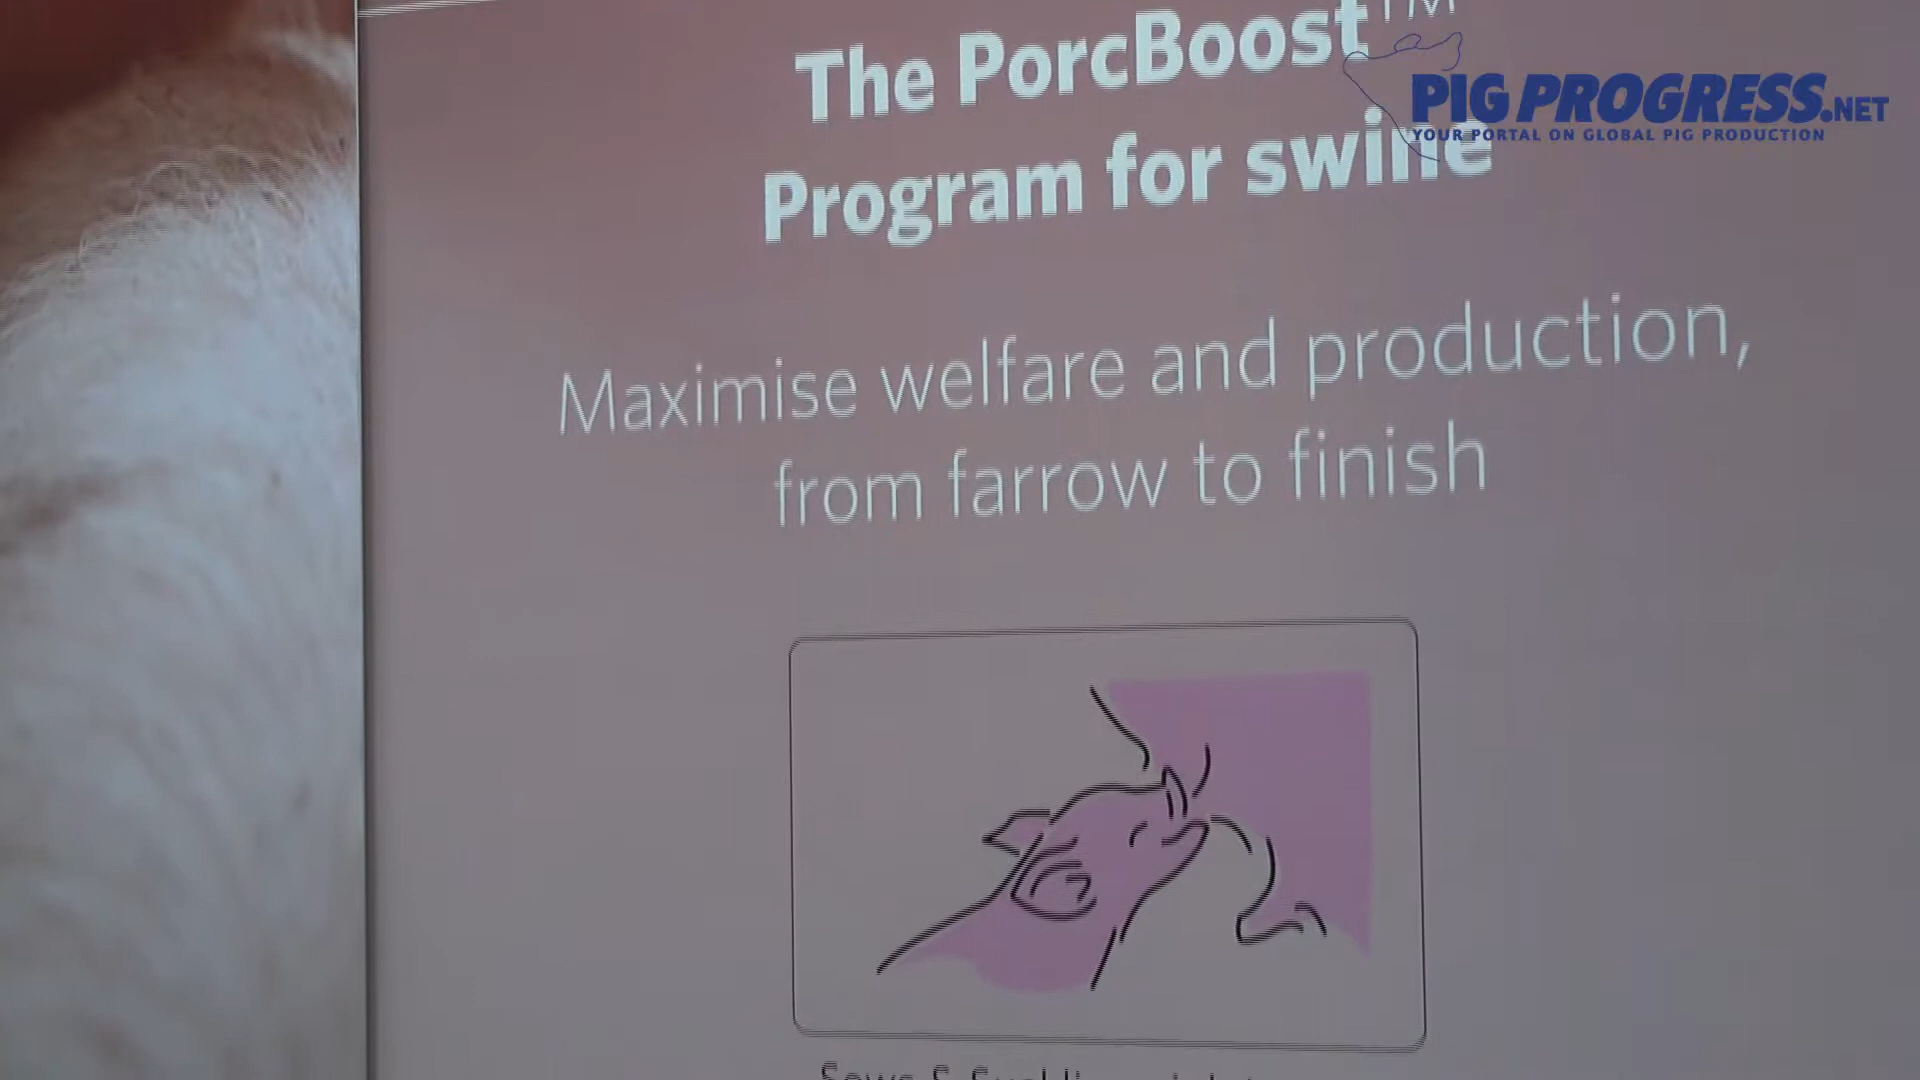 The PorcBoost™
Program for swine
PIG PROGRESS.NET
YOUR PORTAL ON GLOBAL PIG PRODUCTION
Maximise welfare and production,
from farrow to finish
Sows &